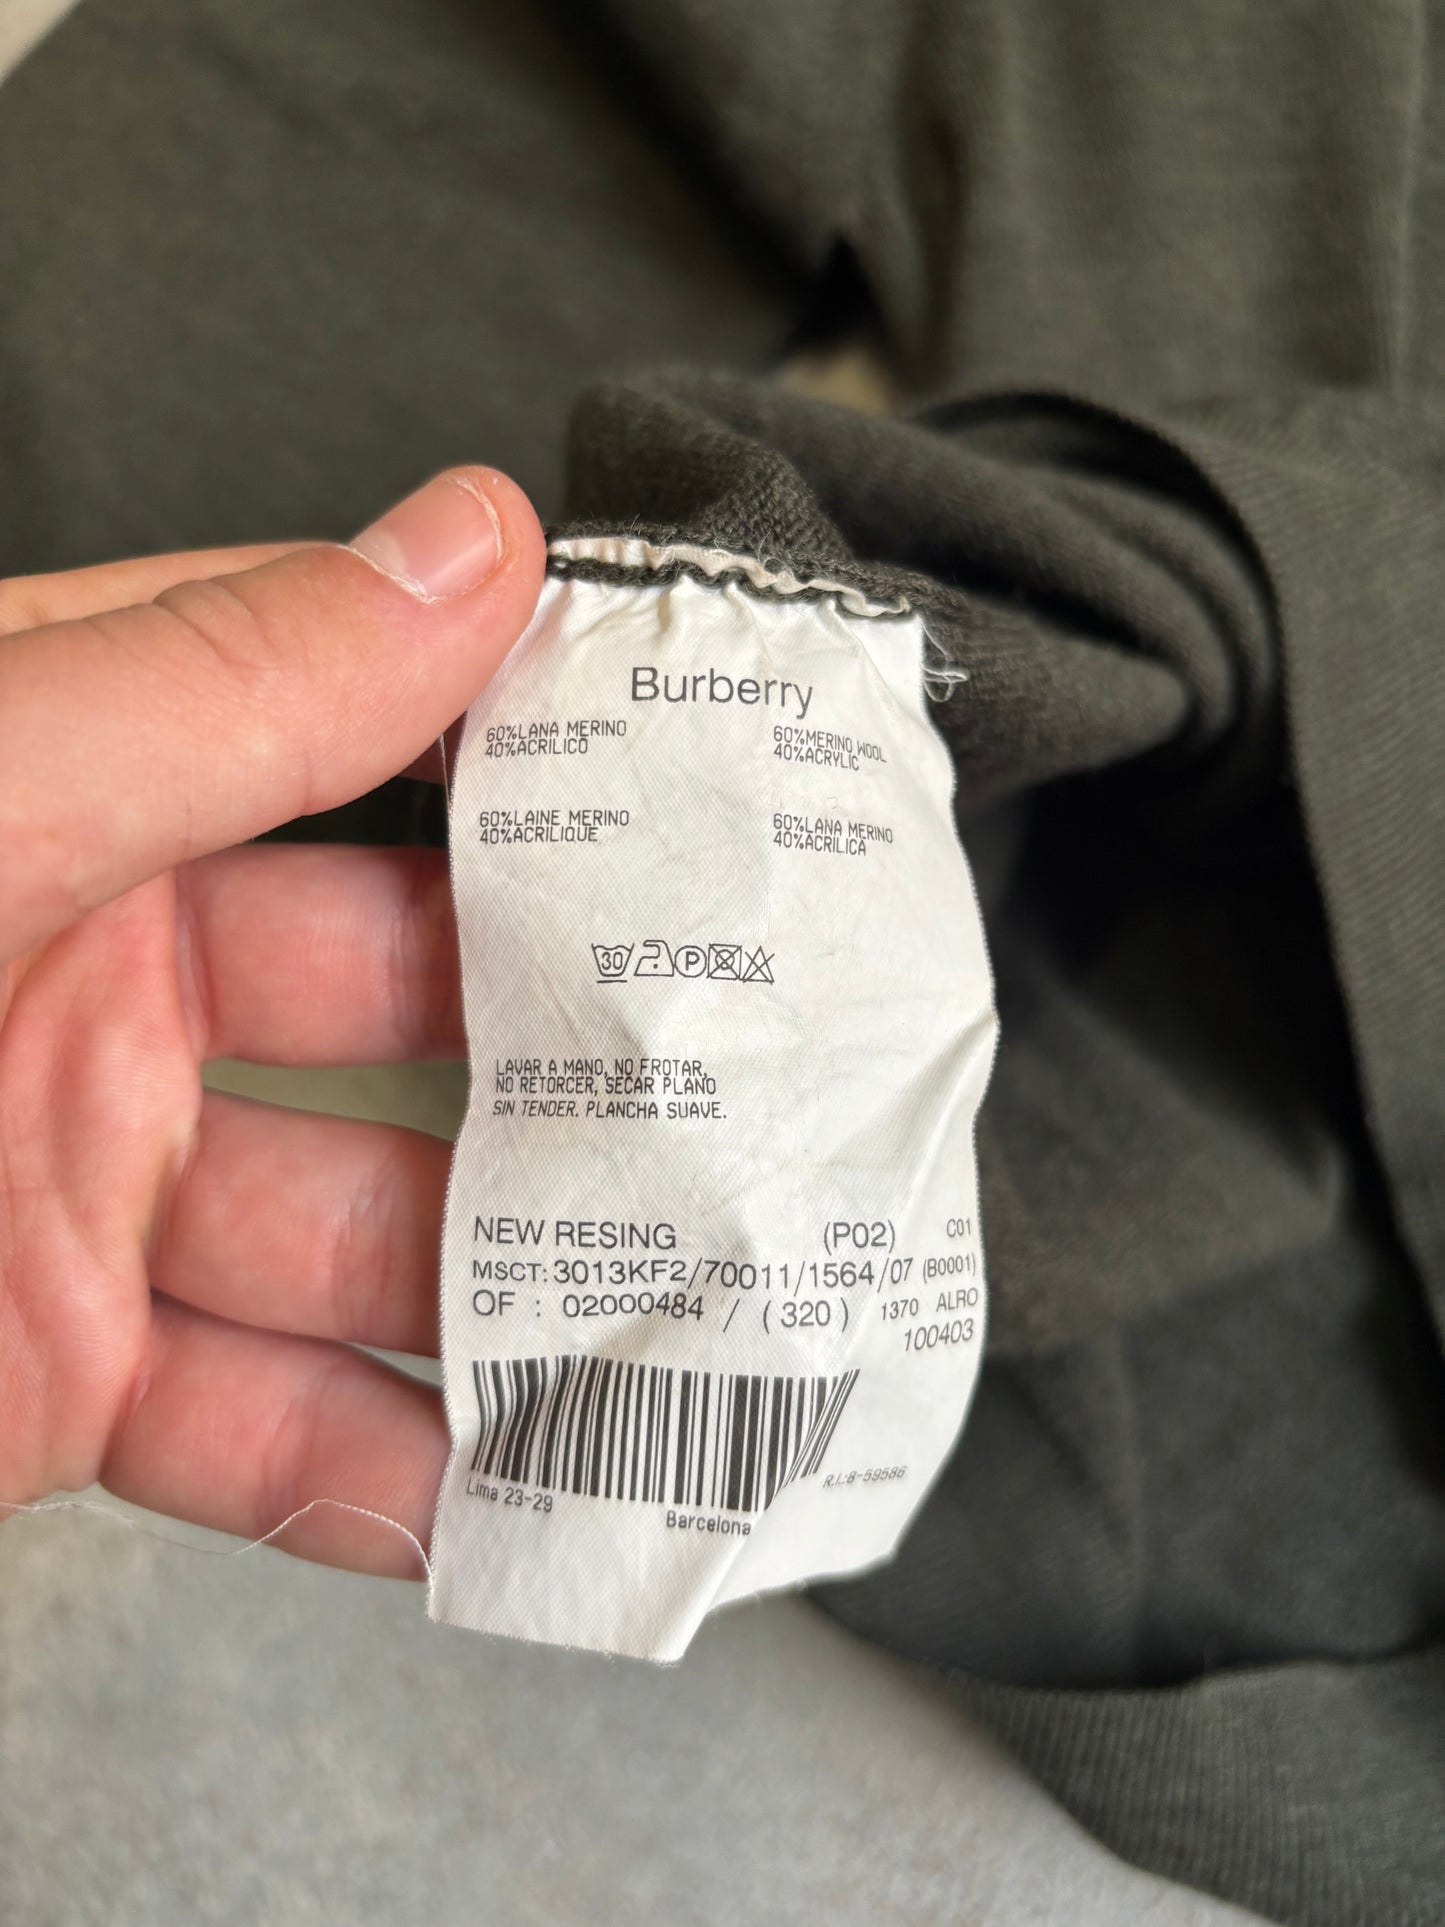 Burberry
60%LANA MERINO
40%ACRILICO
60%MERINO WOOL
40%ACRYLIC
60%LAINE MERINO
40%ACRILIQUE
60%LANA MERINO
40%ACRILICA
30 P
LAVAR A MANO, NO FROTAR,
NO RETORCER, SECAR PLANO
SIN TENDER. PLANCHA SUAVE.
NEW RESING (P02) C01
MSCT: 3013KF2/70011/1564/07 (B0001)
OF : 02000484 / (320) 1370 ALRO
100403
R.I.:8-59586
Lima 23-29
Barcelona